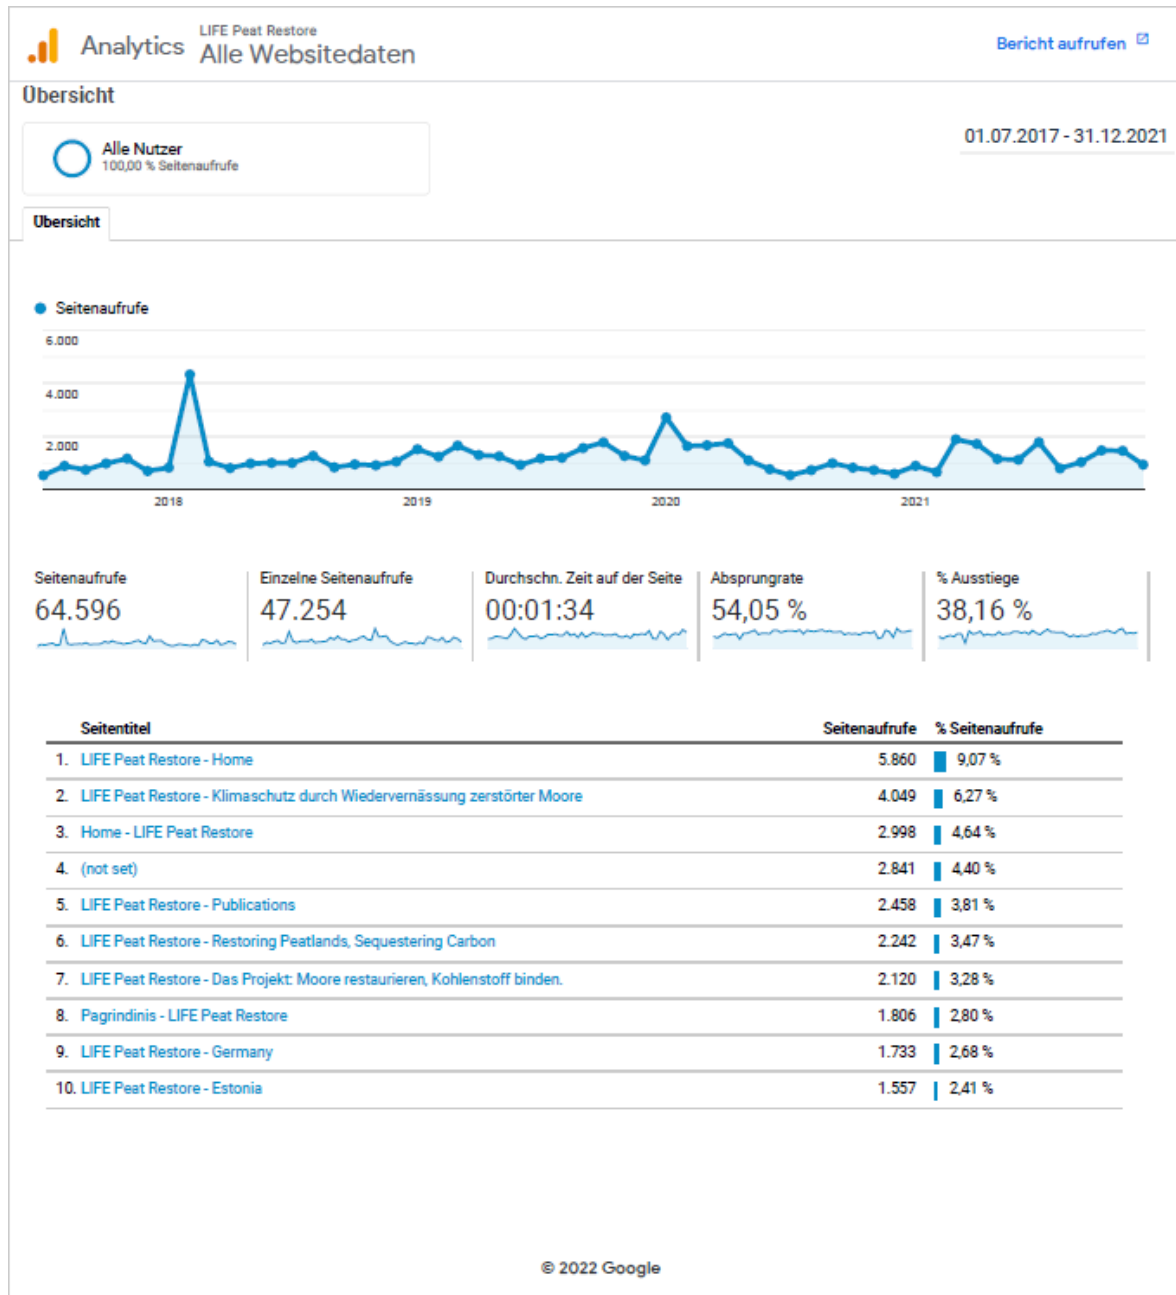 Analytics
LIFE Peat Restore
Alle Websitedaten
Bericht aufrufen
Übersicht
Alle Nutzer
100,00 % Seitenaufrufe
01.07.2017 - 31.12.2021
Übersicht
Seitenaufrufe
6.000
4.000
2.000
2018 2019 2020 2021
Seitenaufrufe Einzelne Seitenaufrufe Durchschn. Zeit auf der Seite Absprungrate % Ausstiege
64.596 47.254 00:01:34 54,05 % 38,16 %
Seitentitel Seitenaufrufe % Seitenaufrufe
1. LIFE Peat Restore - Home 5.860 9,07 %
2. LIFE Peat Restore - Klimaschutz durch Wiedervernässung zerstörter Moore 4.049 6,27 %
3. Home - LIFE Peat Restore 2.998 4,64 %
4. (not set) 2.841 4,40 %
5. LIFE Peat Restore - Publications 2.458 3,81 %
6. LIFE Peat Restore - Restoring Peatlands, Sequestering Carbon 2.242 3,47 %
7. LIFE Peat Restore - Das Projekt: Moore restaurieren, Kohlenstoff binden. 2.120 3,28 %
8. Pagrindinis - LIFE Peat Restore 1.806 2,80 %
9. LIFE Peat Restore - Germany 1.733 2,68 %
10. LIFE Peat Restore - Estonia 1.557 2,41 %
© 2022 Google